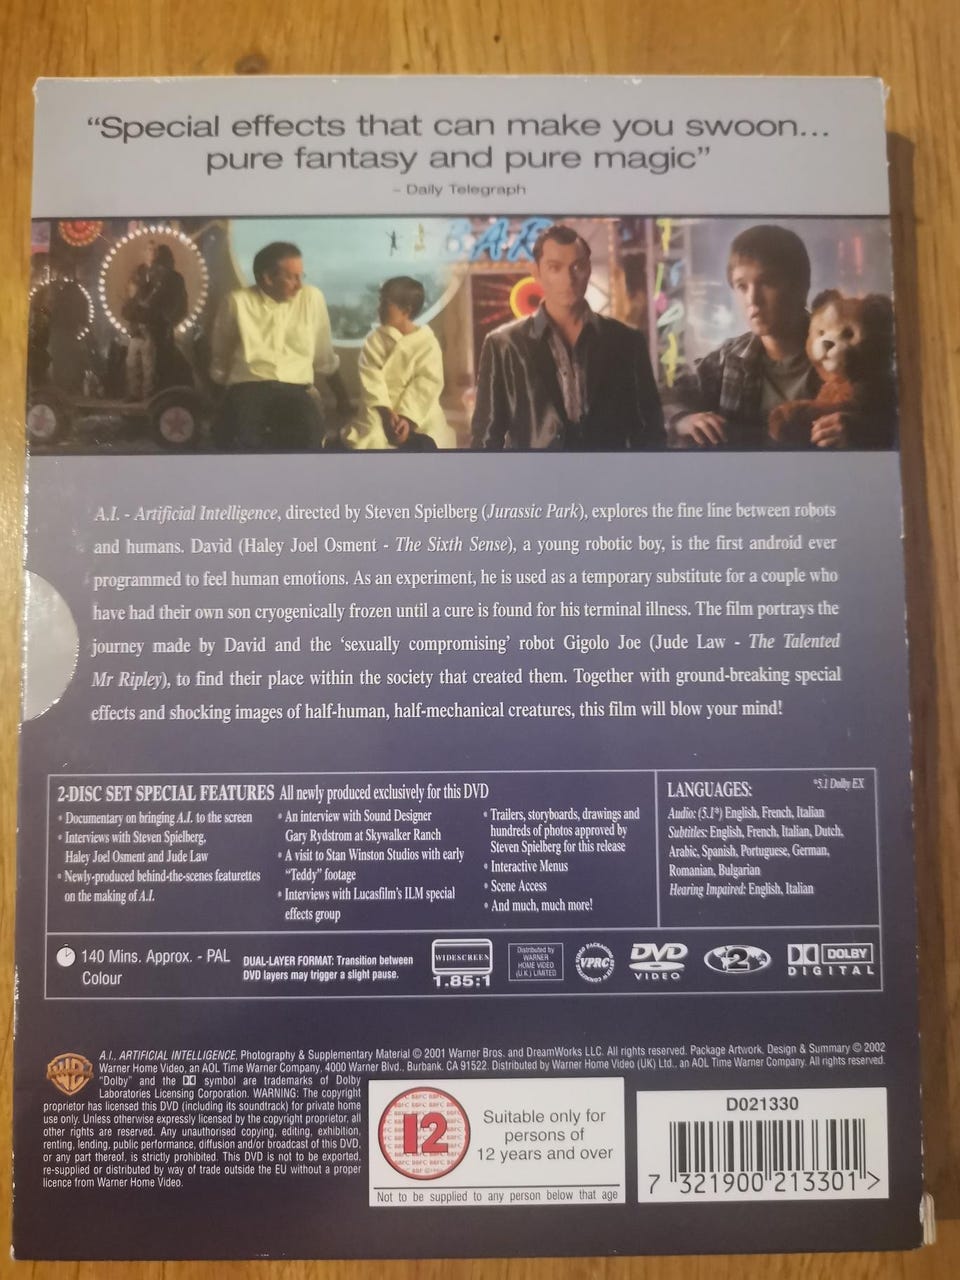 “Special effects that can make you swoon...
pure fantasy and pure magic”
– Daily Telegraph
BAR
A.I. - Artificial Intelligence, directed by Steven Spielberg (Jurassic Park), explores the fine line between robots
and humans. David (Haley Joel Osment - The Sixth Sense), a young robotic boy, is the first android ever
programmed to feel human emotions. As an experiment, he is used as a temporary substitute for a couple who
have had their own son cryogenically frozen until a cure is found for his terminal illness. The film portrays the
journey made by David and the ‘sexually compromising’ robot Gigolo Joe (Jude Law - The Talented
Mr Ripley), to find their place within the society that created them. Together with ground-breaking special
effects and shocking images of half-human, half-mechanical creatures, this film will blow your mind!
2-DISC SET SPECIAL FEATURES All newly produced exclusively for this DVD
• Documentary on bringing A.I. to the screen
• Interviews with Steven Spielberg,
Haley Joel Osment and Jude Law
• Newly-produced behind-the-scenes featurettes
on the making of A.I.
• An interview with Sound Designer
Gary Rydstrom at Skywalker Ranch
• A visit to Stan Winston Studios with early
“Teddy” footage
• Interviews with Lucasfilm's ILM special
effects group
• Trailers, storyboards, drawings and
hundreds of photos approved by
Steven Spielberg for this release
• Interactive Menus
• Scene Access
• And much, much more!
LANGUAGES: *5.1 Dolby EX
Audio: (5.1*) English, French, Italian
Subtitles: English, French, Italian, Dutch,
Arabic, Spanish, Portuguese, German,
Romanian, Bulgarian
Hearing Impaired: English, Italian
140 Mins. Approx. - PAL
Colour
DUAL-LAYER FORMAT: Transition between
DVD layers may trigger a slight pause.
WIDESCREEN
1.85:1
Distributed by
WARNER
HOME VIDEO
(U.K.) LIMITED
VPRC
DVD
VIDEO
2
DOLBY
DIGITAL
WB
A.I., ARTIFICIAL INTELLIGENCE, Photography & Supplementary Material © 2001 Warner Bros. and DreamWorks LLC. All rights reserved. Package Artwork, Design & Summary © 2002
Warner Home Video, an AOL Time Warner Company, 4000 Warner Blvd., Burbank, CA 91522. Distributed by Warner Home Video (UK) Ltd., an AOL Time Warner Company. All rights reserved.
"Dolby" and the symbol are trademarks of Dolby
Laboratories Licensing Corporation. WARNING: The copyright
proprietor has licensed this DVD (including its soundtrack) for private home
use only. Unless otherwise expressly licensed by the copyright proprietor, all
other rights are reserved. Any unauthorised copying, editing, exhibition,
renting, lending, public performance, diffusion and/or broadcast of this DVD,
or any part thereof, is strictly prohibited. This DVD is not to be exported,
re-supplied or distributed by way of trade outside the EU without a proper
licence from Warner Home Video.
12
Suitable only for
persons of
12 years and over
Not to be supplied to any person below that age
D021330
7 321900 213301 >